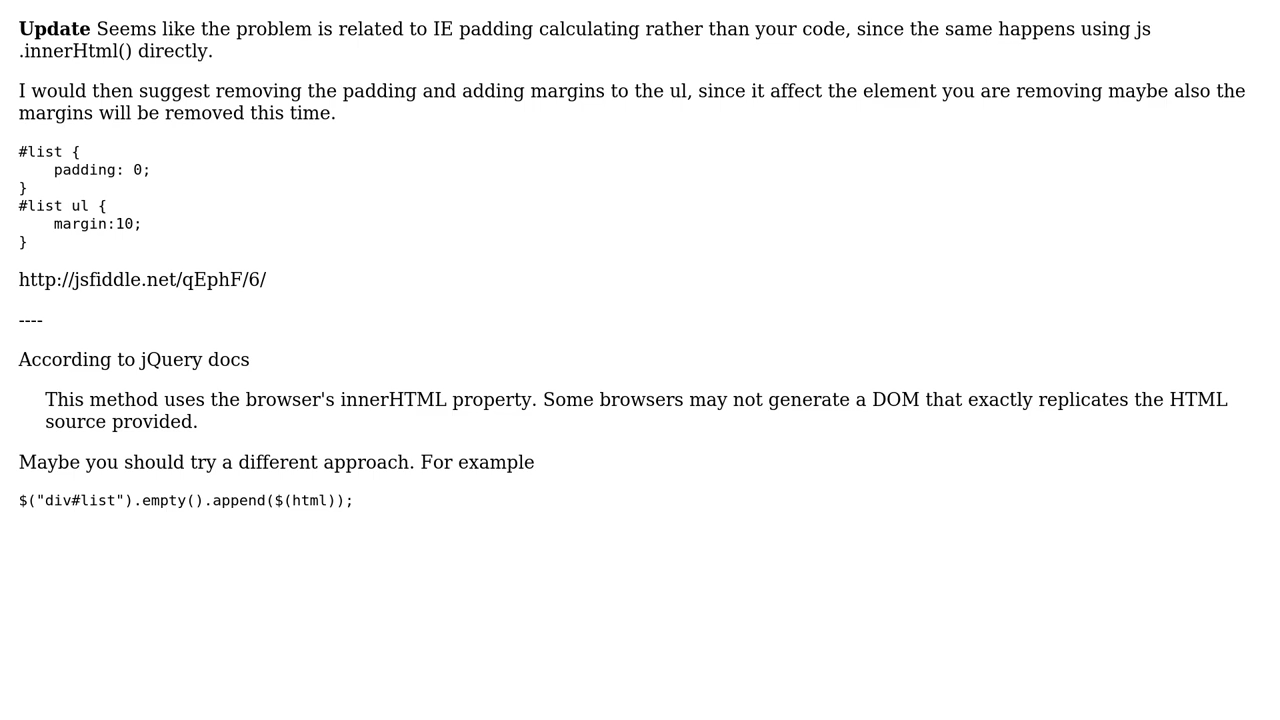 Update Seems like the problem is related to IE padding calculating rather than your code, since the same happens using js
.innerHtml() directly.
I would then suggest removing the padding and adding margins to the ul, since it affect the element you are removing maybe also the
margins will be removed this time.
#list {
    padding: 0;
}
#list ul {
    margin:10;
}
http://jsfiddle.net/qEphF/6/
----
According to jQuery docs
This method uses the browser's innerHTML property. Some browsers may not generate a DOM that exactly replicates the HTML
source provided.
Maybe you should try a different approach. For example
$("div#list").empty().append($(html));